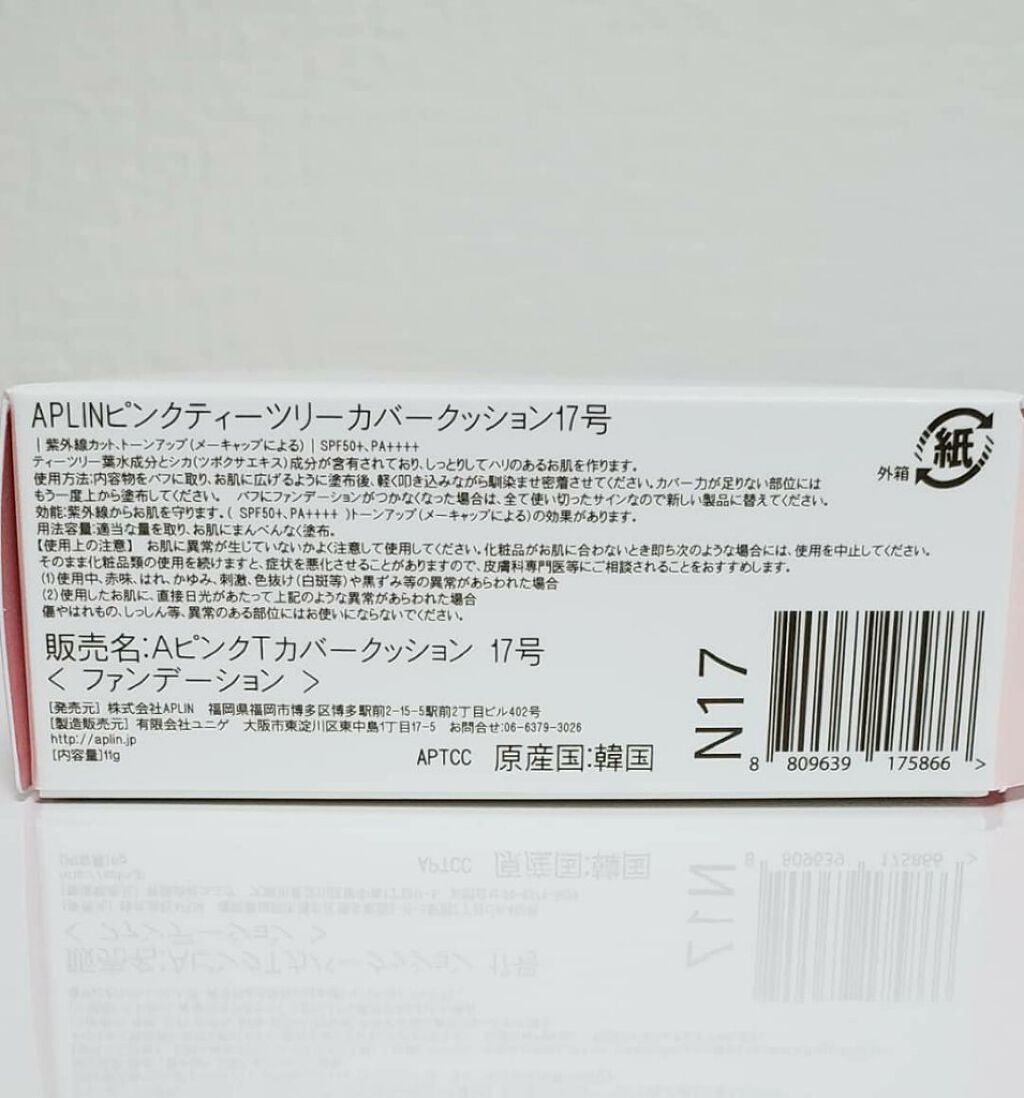 APLINピンクティーツリーカバークッション17号
| 紫外線カット、トーンアップ(メーキャップによる) | SPF50+、PA++++
ティーツリー葉水成分とシカ(ツボクサエキス)成分が含有されており、しっとりしてハリのあるお肌を作ります。
使用方法:内容物をパフに取り、お肌に広げるように塗布後、軽く叩き込みながら馴染ませ密着させてください。カバー力が足りない部位には
もう一度上から塗布してください。 パフにファンデーションがつかなくなった場合は、全て使い切ったサインなので新しい製品に替えてください。
効能:紫外線からお肌を守ります。( SPF50+、PA++++ )トーンアップ(メーキャップによる)の効果があります。
用法容量:適当な量を取り、お肌にまんべんなく塗布。
【使用上の注意】 お肌に異常が生じていないかよく注意して使用してください。化粧品がお肌に合わないとき即ち次のような場合には、使用を中止してください。
そのまま化粧品類の使用を続けますと、症状を悪化させることがありますので、皮膚科専門医等にご相談されることをおすすめします。
(1)使用中、赤味、はれ、かゆみ、刺激、色抜け(白斑等)や黒ずみ等の異常があらわれた場合
(2)使用したお肌に、直接日光があたって上記のような異常があらわれた場合
傷やはれもの、しっしん等、異常のある部位にはお使いにならないでください。
販売名:AピンクTカバークッション 17号
< ファンデーション >
[発売元] 株式会社APLIN 福岡県福岡市博多区博多駅前2-15-5駅前2丁目ビル402号
[製造販売元] 有限会社ユニゲ 大阪市東淀川区東中島1丁目17-5 お問合せ:06-6379-3026
http://aplin.jp
[内容量]11g
APTCC 原産国:韓国
外箱
紙
N17
8 809639 175866 >